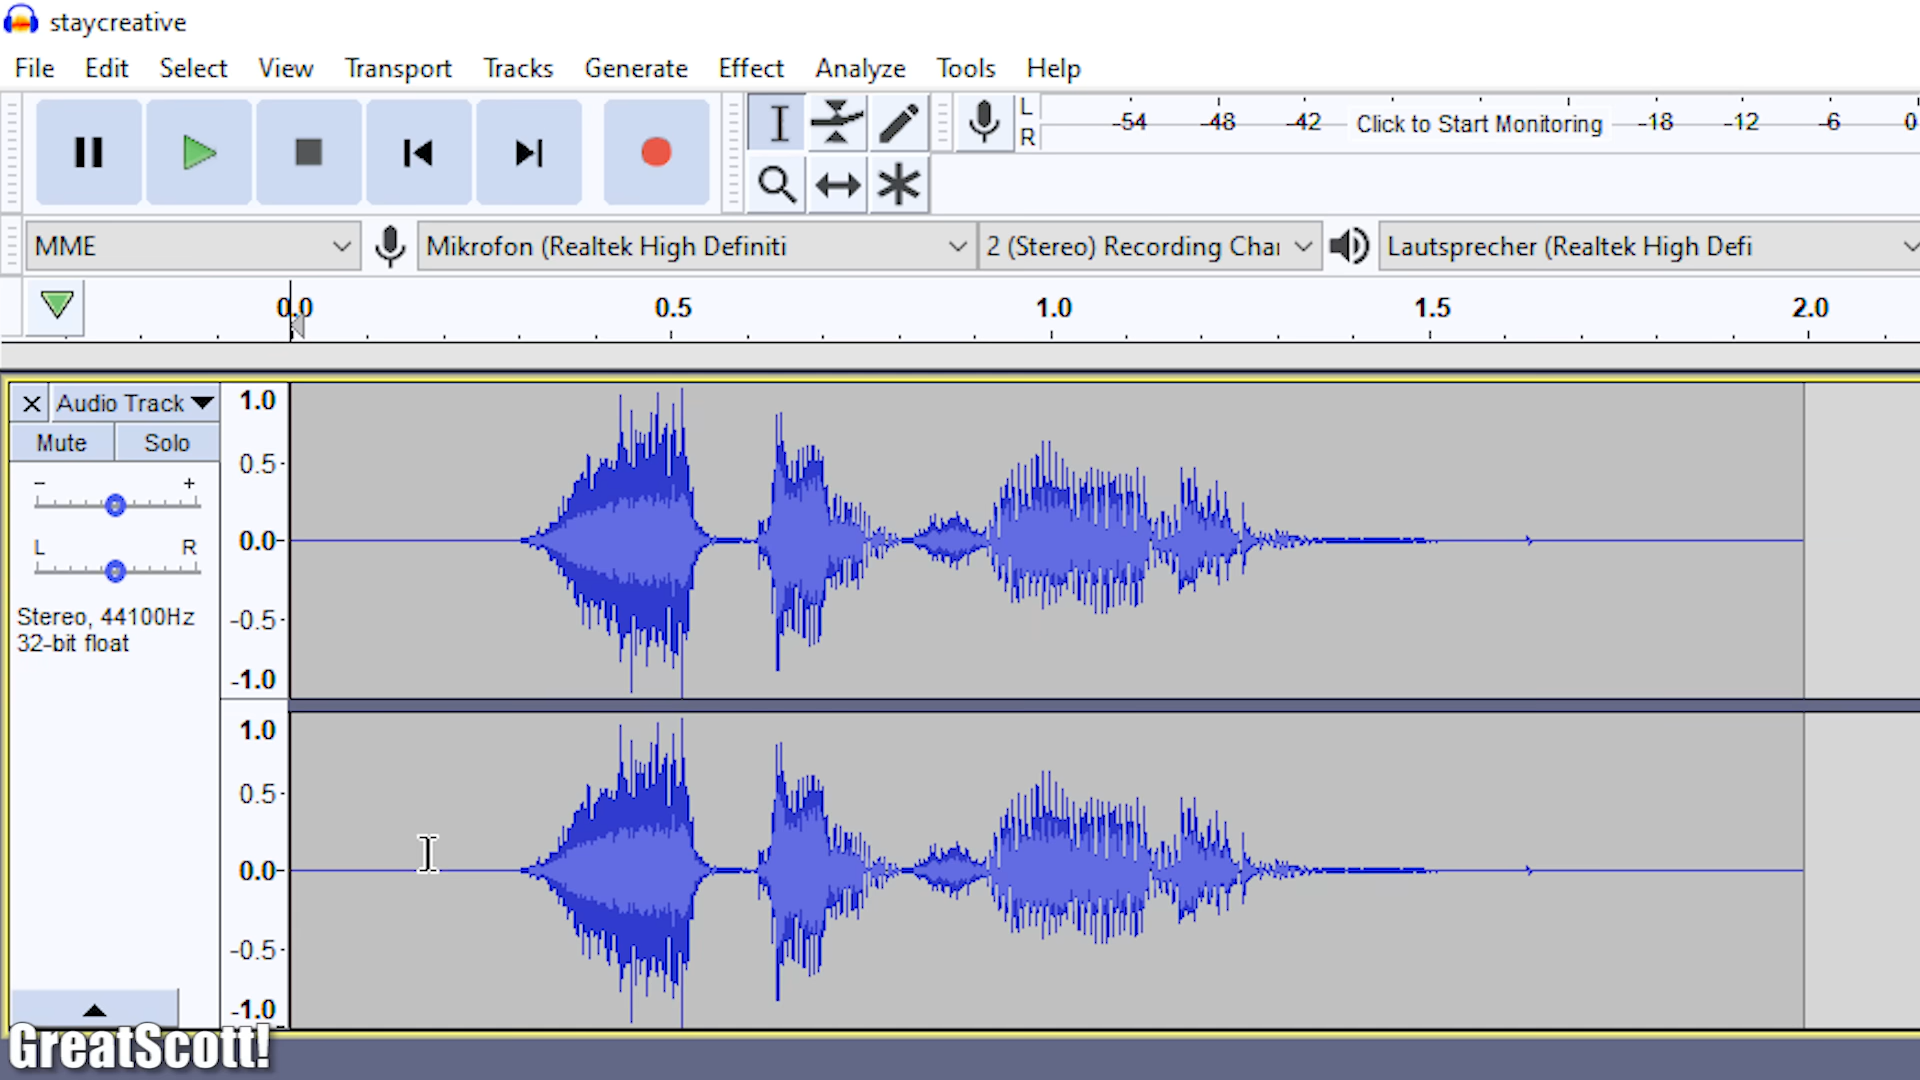 staycreative
File Edit Select View Transport Tracks Generate Effect Analyze Tools Help
L
R
-54 -48 -42 Click to Start Monitoring -18 -12 -6 0
MME Mikrofon (Realtek High Definiti 2 (Stereo) Recording Chai Lautsprecher (Realtek High Defi
0.0 0.5 1.0 1.5 2.0
Audio Track
Mute Solo
- +
L R
Stereo, 44100Hz
32-bit float
1.0
0.5
0.0
-0.5
-1.0
1.0
0.5
0.0
-0.5
-1.0
GreatScott!